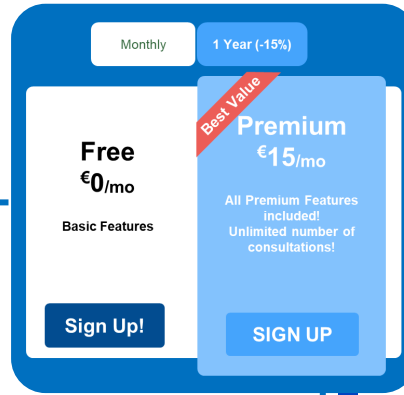 Monthly
1 Year (-15%)
Best Value
Free
€0/mo
Basic Features
Sign Up!
Premium
€15/mo
All Premium Features
included!
Unlimited number of
consultations!
SIGN UP